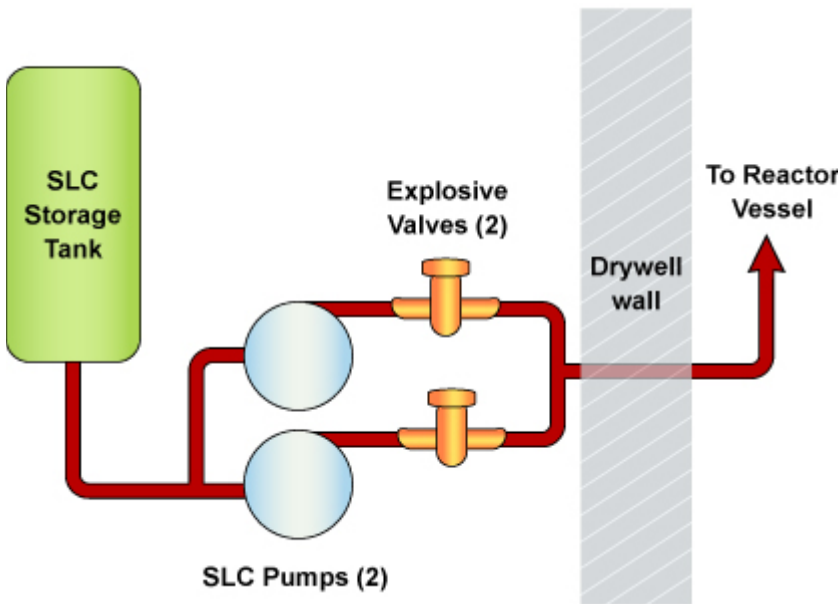 SLC
Storage
Tank
Explosive
Valves (2)
To Reactor
Vessel
Drywell
wall
SLC Pumps (2)